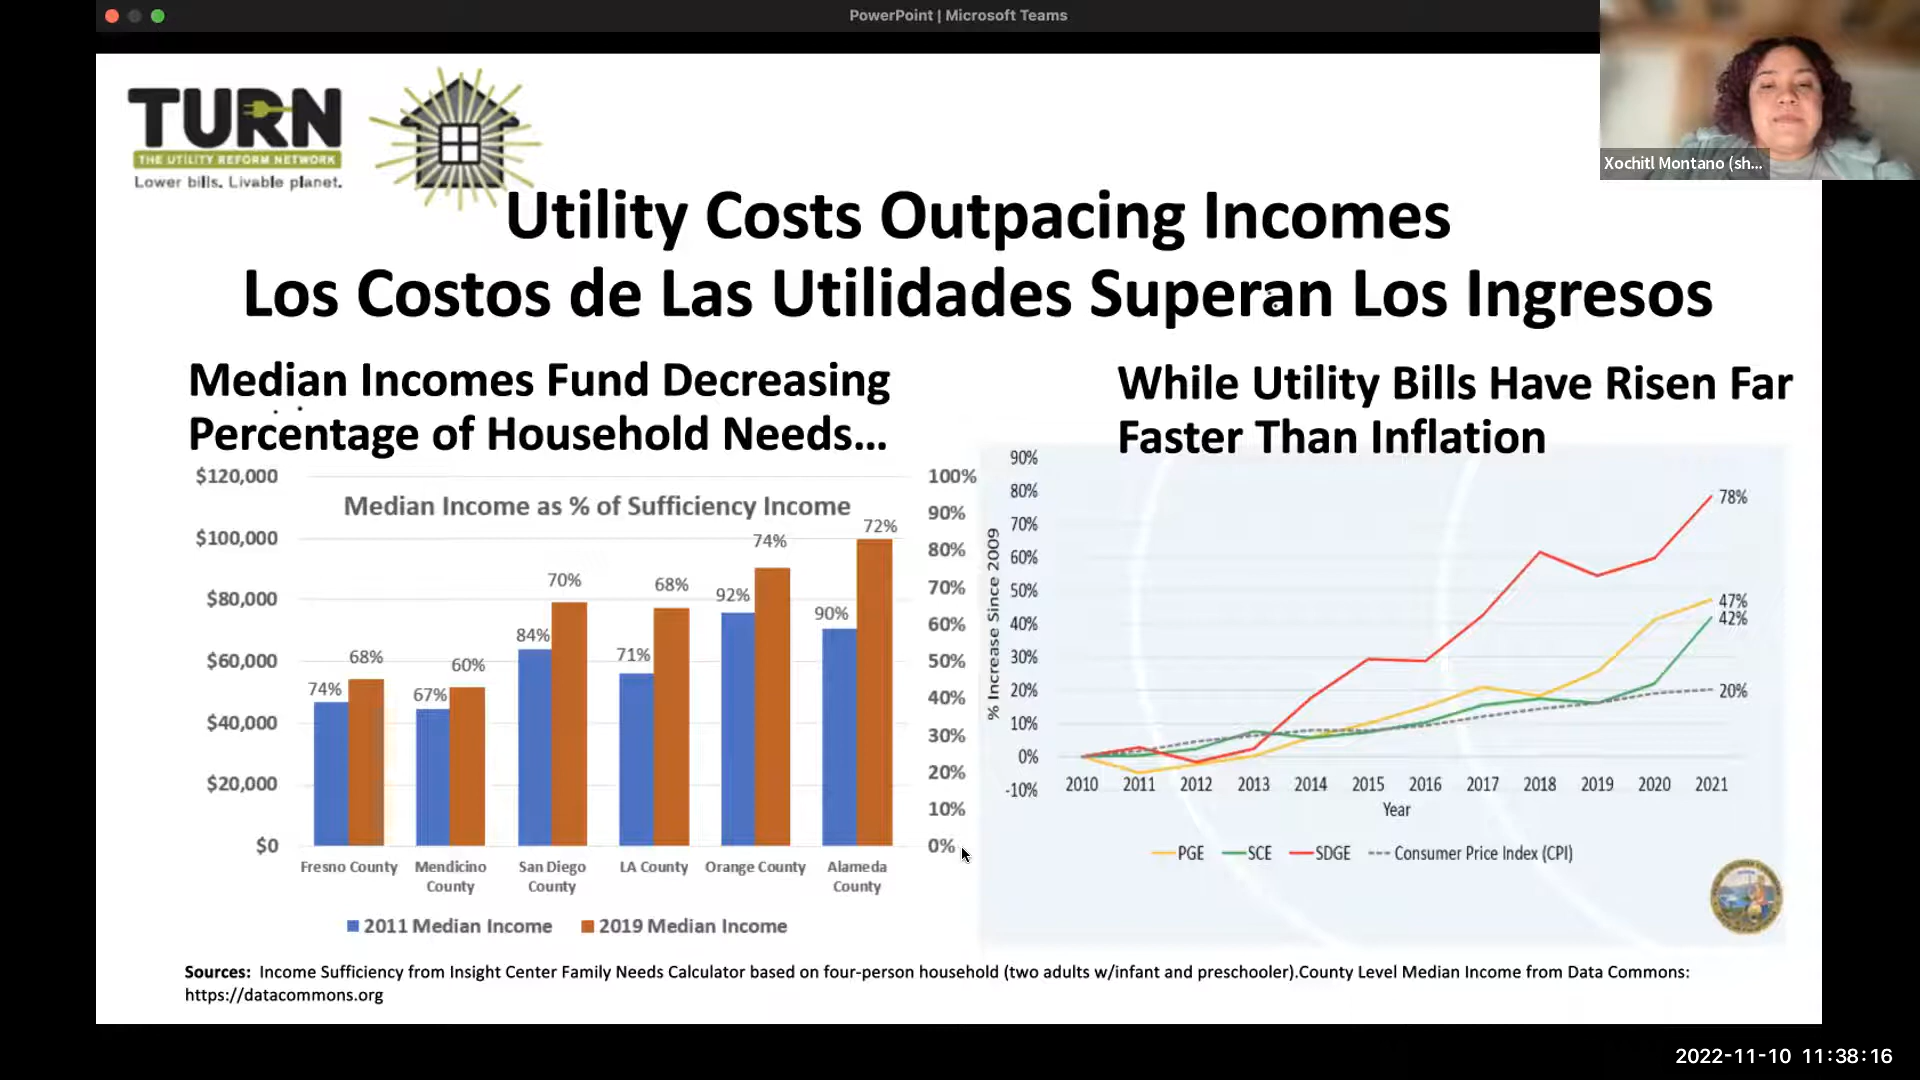 PowerPoint | Microsoft Teams
Xochitl Montano (sh...
TURN
THE UTILITY REFORM NETWORK
Lower bills. Livable planet.
Utility Costs Outpacing Incomes
Los Costos de Las Utilidades Superan Los Ingresos
Median Incomes Fund Decreasing
Percentage of Household Needs...
$120,000
$100,000
$80,000
$60,000
$40,000
$20,000
$0
Median Income as % of Sufficiency Income
74%
68%
67%
60%
84%
70%
71%
68%
92%
74%
90%
72%
100%
90%
80%
70%
60%
50%
40%
30%
20%
10%
0%
Fresno County
Mendicino
County
San Diego
County
LA County
Orange County
Alameda
County
2011 Median Income
2019 Median Income
While Utility Bills Have Risen Far
Faster Than Inflation
% Increase Since 2009
90%
80%
70%
60%
50%
40%
30%
20%
10%
0%
-10%
78%
47%
42%
20%
2010 2011 2012 2013 2014 2015 2016 2017 2018 2019 2020 2021
Year
PGE SCE SDGE Consumer Price Index (CPI)
Sources: Income Sufficiency from Insight Center Family Needs Calculator based on four-person household (two adults w/infant and preschooler).County Level Median Income from Data Commons:
https://datacommons.org
2022-11-10 11:38:16